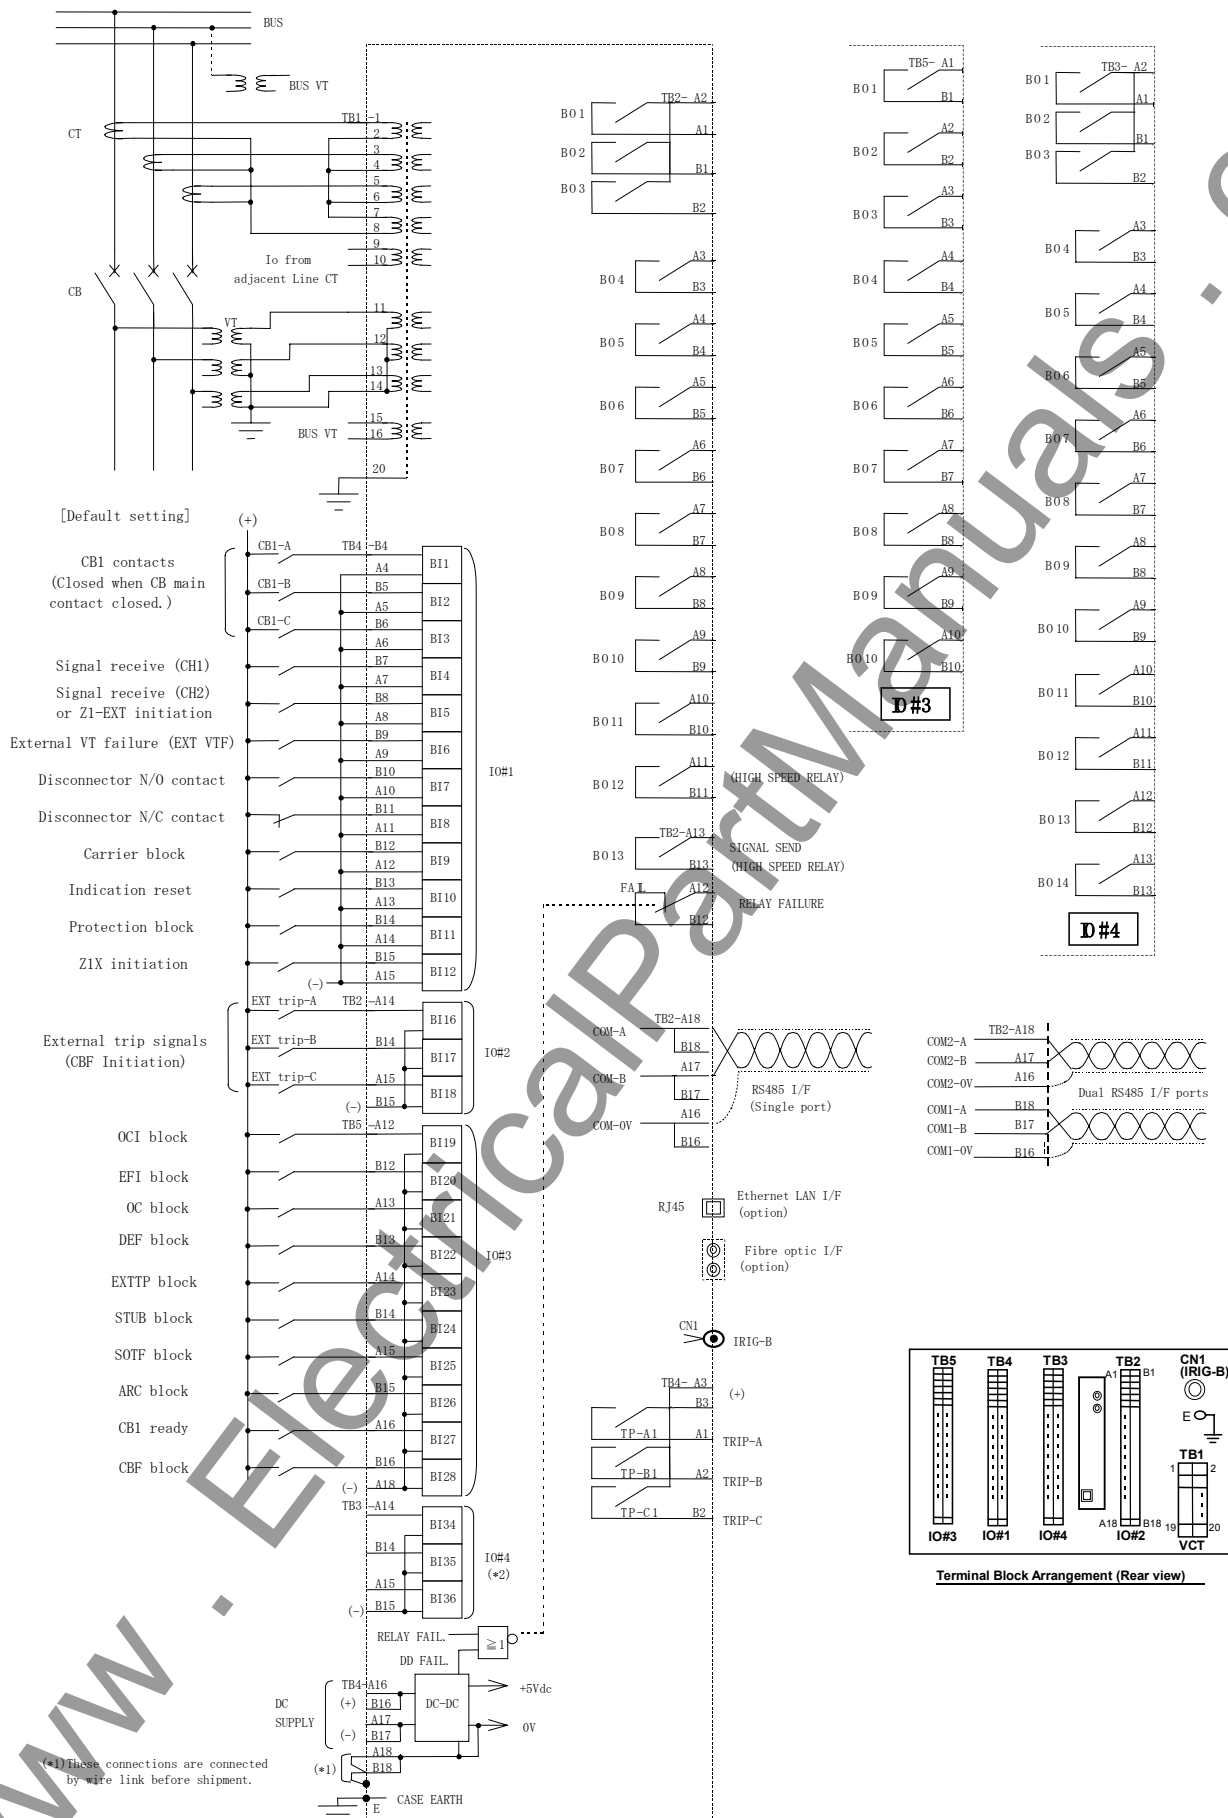 BUS
BUS VT
CT
TB1 -1
2
3
4
5
6
7
8
9
10
Io from
adjacent Line CT
CB
VT
11
12
13
14
15
BUS VT
16
20
[Default setting]
(+)
CB1 contacts
(Closed when CB main
contact closed.)
CB1-A
TB4 -B4
A4
BI1
CB1-B
B5
A5
BI2
CB1-C
B6
A6
BI3
Signal receive (CH1)
B7
A7
BI4
Signal receive (CH2)
or Z1-EXT initiation
B8
A8
BI5
External VT failure (EXT VTF)
B9
A9
BI6
Disconnector N/O contact
B10
A10
BI7
IO#1
Disconnector N/C contact
B11
A11
BI8
Carrier block
B12
A12
BI9
Indication reset
B13
A13
BI10
Protection block
B14
A14
BI11
Z1X initiation
B15
A15
BI12
(-)
External trip signals
(CBF Initiation)
EXT trip-A
TB2 -A14
BI16
EXT trip-B
B14
BI17
IO#2
EXT trip-C
A15
BI18
(-)
B15
OCI block
TB5 -A12
BI19
EFI block
B12
BI20
OC block
A13
BI21
DEF block
B13
BI22
IO#3
EXTTP block
A14
BI23
STUB block
B14
BI24
SOTF block
A15
BI25
ARC block
B15
BI26
CB1 ready
A16
BI27
CBF block
B16
BI28
(-)
A18
TB3 -A14
BI34
B14
BI35
IO#4
(*2)
A15
BI36
(-)
B15
RELAY FAIL.
≧1
DD FAIL.
DC
SUPPLY
TB4-A16
(+)
B16
A17
(-)
B17
DC-DC
+5Vdc
0V
A18
(*1)
B18
(*1)These connections are connected
by wire link before shipment.
CASE EARTH
E
BO1
TB2- A2
A1
BO2
B1
BO3
B2
BO4
A3
B3
BO5
A4
B4
BO6
A5
B5
BO7
A6
B6
BO8
A7
B7
BO9
A8
B8
BO10
A9
B9
BO11
A10
B10
BO12
A11
B11
(HIGH SPEED RELAY)
BO13
TB2-A13
B13
SIGNAL SEND
(HIGH SPEED RELAY)
FAIL
A12
B12
RELAY FAILURE
COM-A
TB2-A18
B18
COM-B
A17
B17
COM-0V
A16
B16
RS485 I/F
(Single port)
RJ45
Ethernet LAN I/F
(option)
Fibre optic I/F
(option)
CN1
IRIG-B
TB4- A3
(+)
B3
TP-A1
A1
TRIP-A
TP-B1
A2
TRIP-B
TP-C1
B2
TRIP-C
BO1
TB5- A1
B1
BO2
A2
B2
BO3
A3
B3
BO4
A4
B4
BO5
A5
B5
BO6
A6
B6
BO7
A7
B7
BO8
A8
B8
BO9
A9
B9
BO10
A10
B10
IO#3
BO1
TB3- A2
A1
BO2
B1
BO3
B2
BO4
A3
B3
BO5
A4
B4
BO6
A5
B5
BO7
A6
B6
BO8
A7
B7
BO9
A8
B8
BO10
A9
B9
BO11
A10
B10
BO12
A11
B11
BO13
A12
B12
BO14
A13
B13
IO#4
TB2-A18
COM2-A
COM2-B
A17
COM2-0V
A16
COM1-A
B18
COM1-B
B17
COM1-0V
B16
Dual RS485 I/F ports
TB5
TB4
TB3
TB2
CN1
(IRIG-B)
A1
B1
E
TB1
1
2
A18
B18
19
20
IO#3
IO#1
IO#4
IO#2
VCT
Terminal Block Arrangement (Rear view)